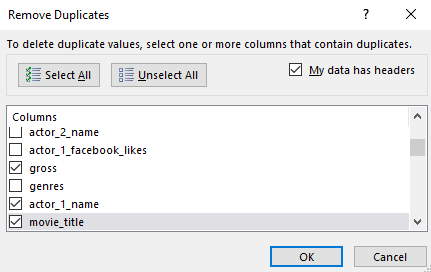 Remove Duplicates
?
To delete duplicate values, select one or more columns that contain duplicates.
Select All
Unselect All
My data has headers
Columns
actor_2_name
actor_1_facebook_likes
gross
genres
actor_1_name
movie_title
OK
Cancel